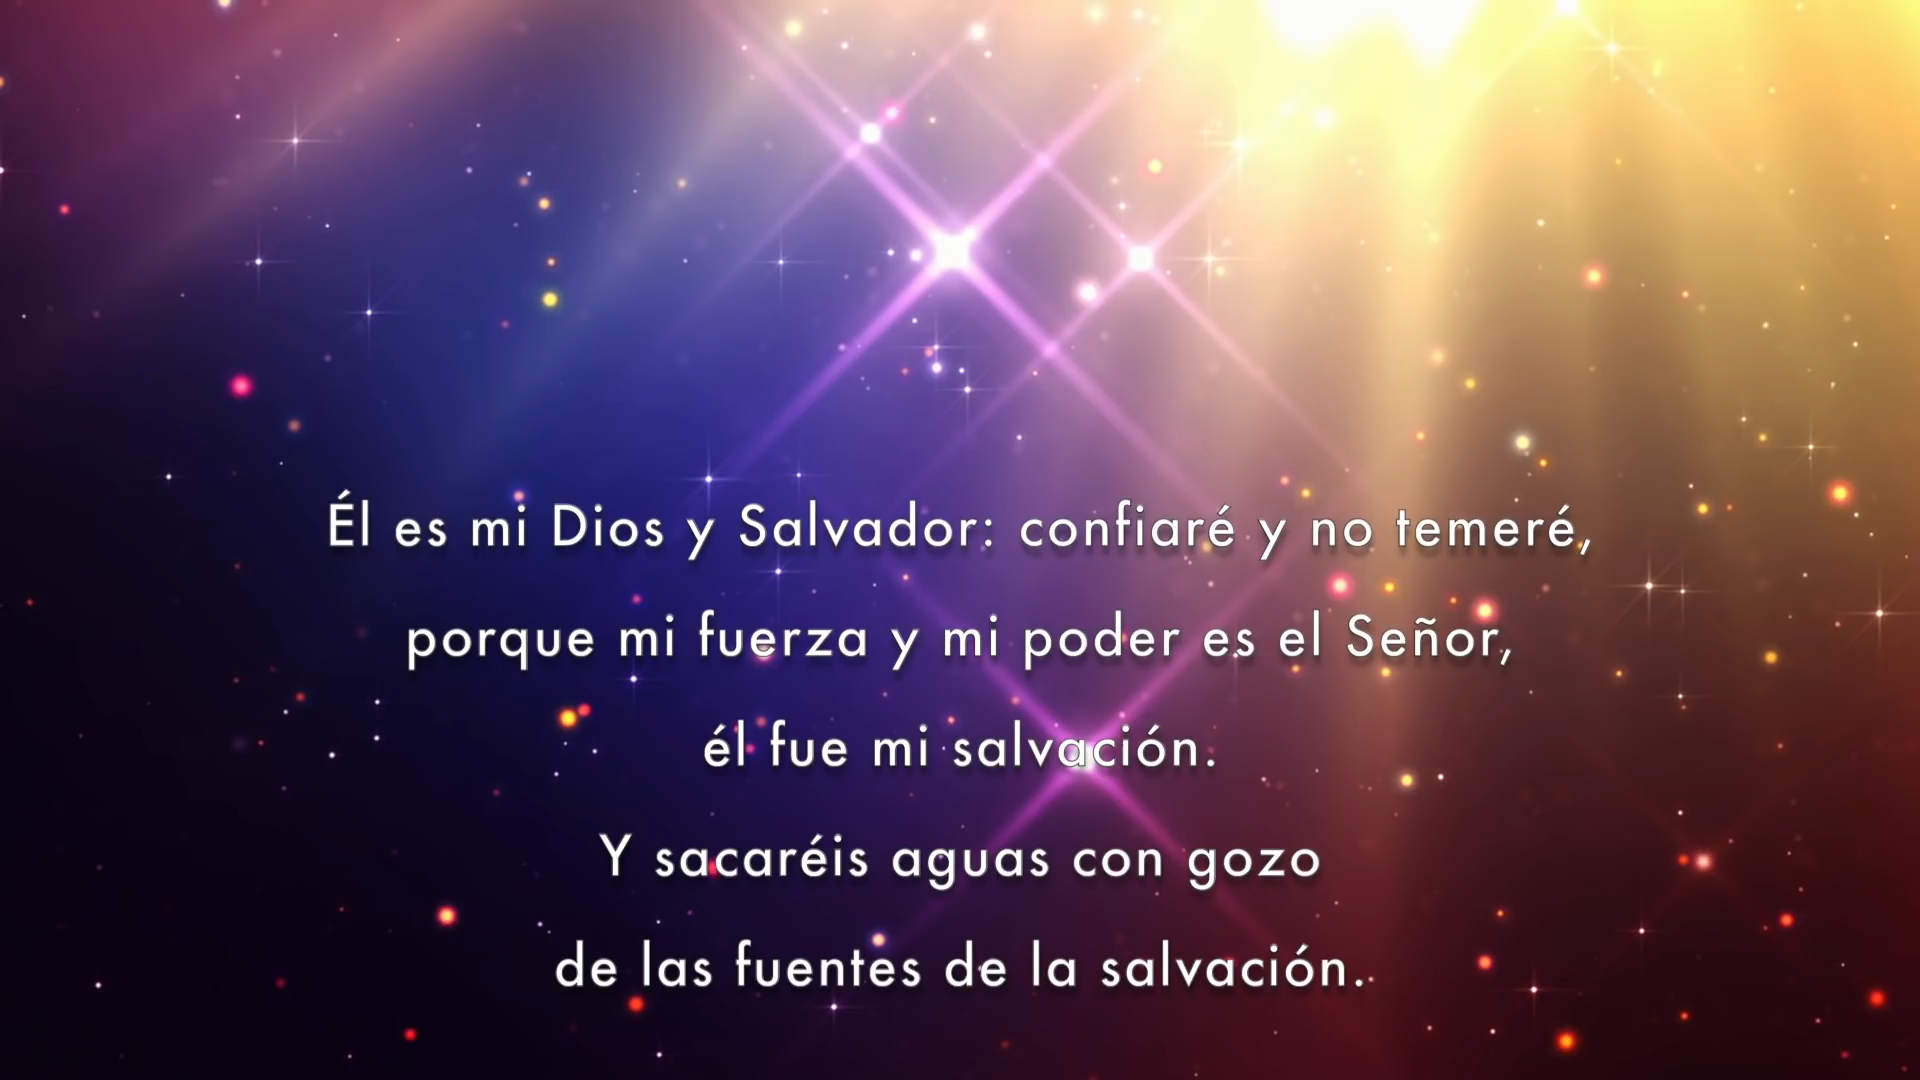 Él es mi Dios y Salvador: confiaré y no temeré,
porque mi fuerza y mi poder es el Señor,
él fue mi salvación.
Y sacaréis aguas con gozo
de las fuentes de la salvación.